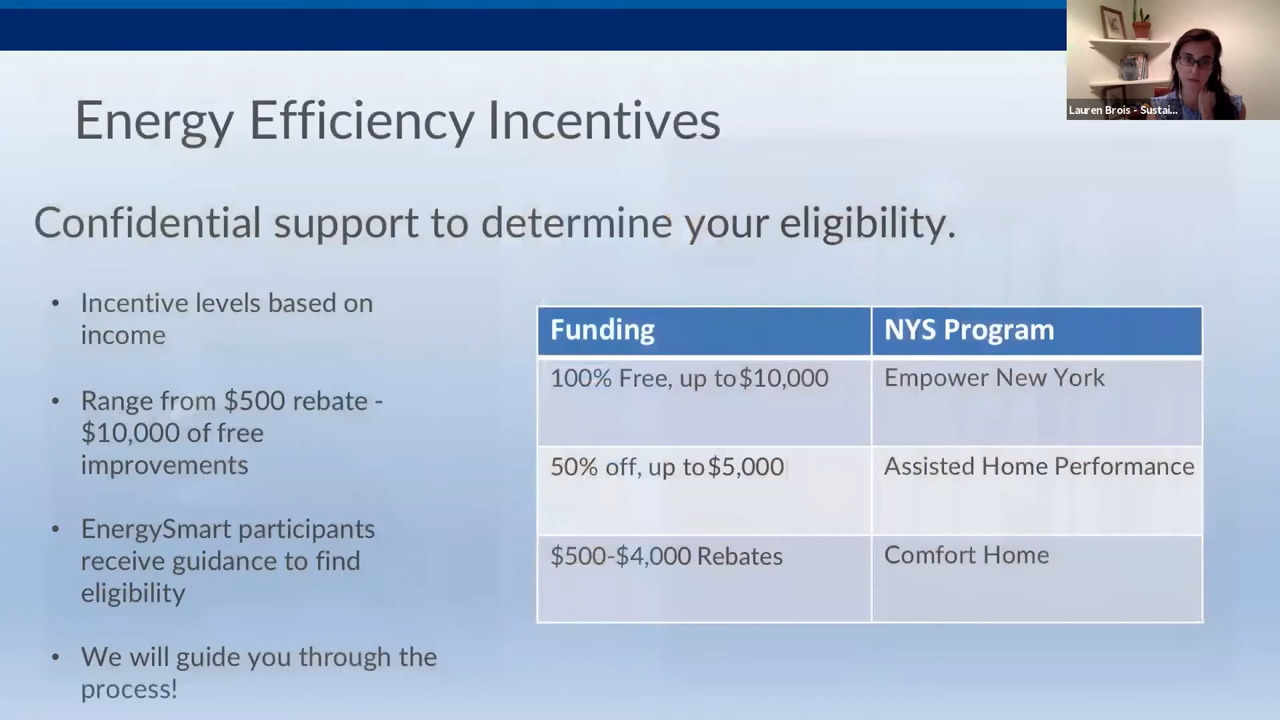 Lauren Brois - Sustai...
Energy Efficiency Incentives
Confidential support to determine your eligibility.
• Incentive levels based on
income
• Range from $500 rebate -
$10,000 of free
improvements
• EnergySmart participants
receive guidance to find
eligibility
• We will guide you through the
process!
Funding NYS Program
100% Free, up to $10,000 Empower New York
50% off, up to $5,000 Assisted Home Performance
$500-$4,000 Rebates Comfort Home